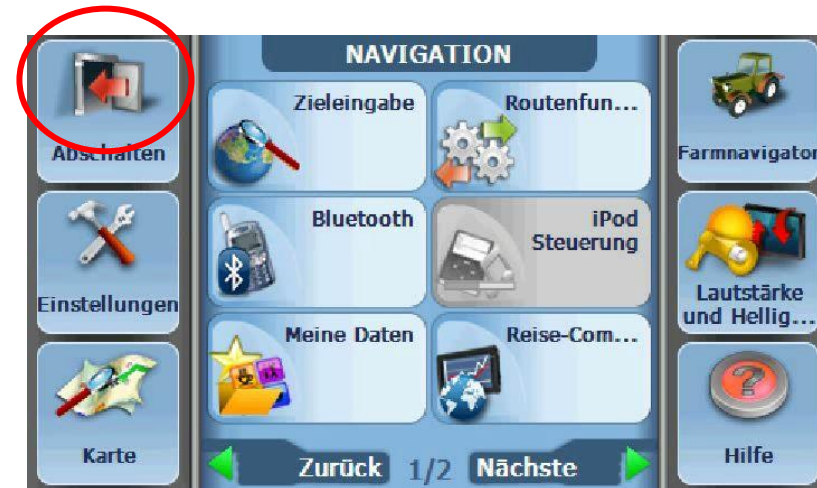 NAVIGATION
Abschalten
Zieleingabe
Routenfun...
Farmnavigator
Einstellungen
Bluetooth
iPod
Steuerung
Lautstärke
und Hellig...
Karte
Meine Daten
Reise-Com...
Hilfe
Zurück 1/2 Nächste